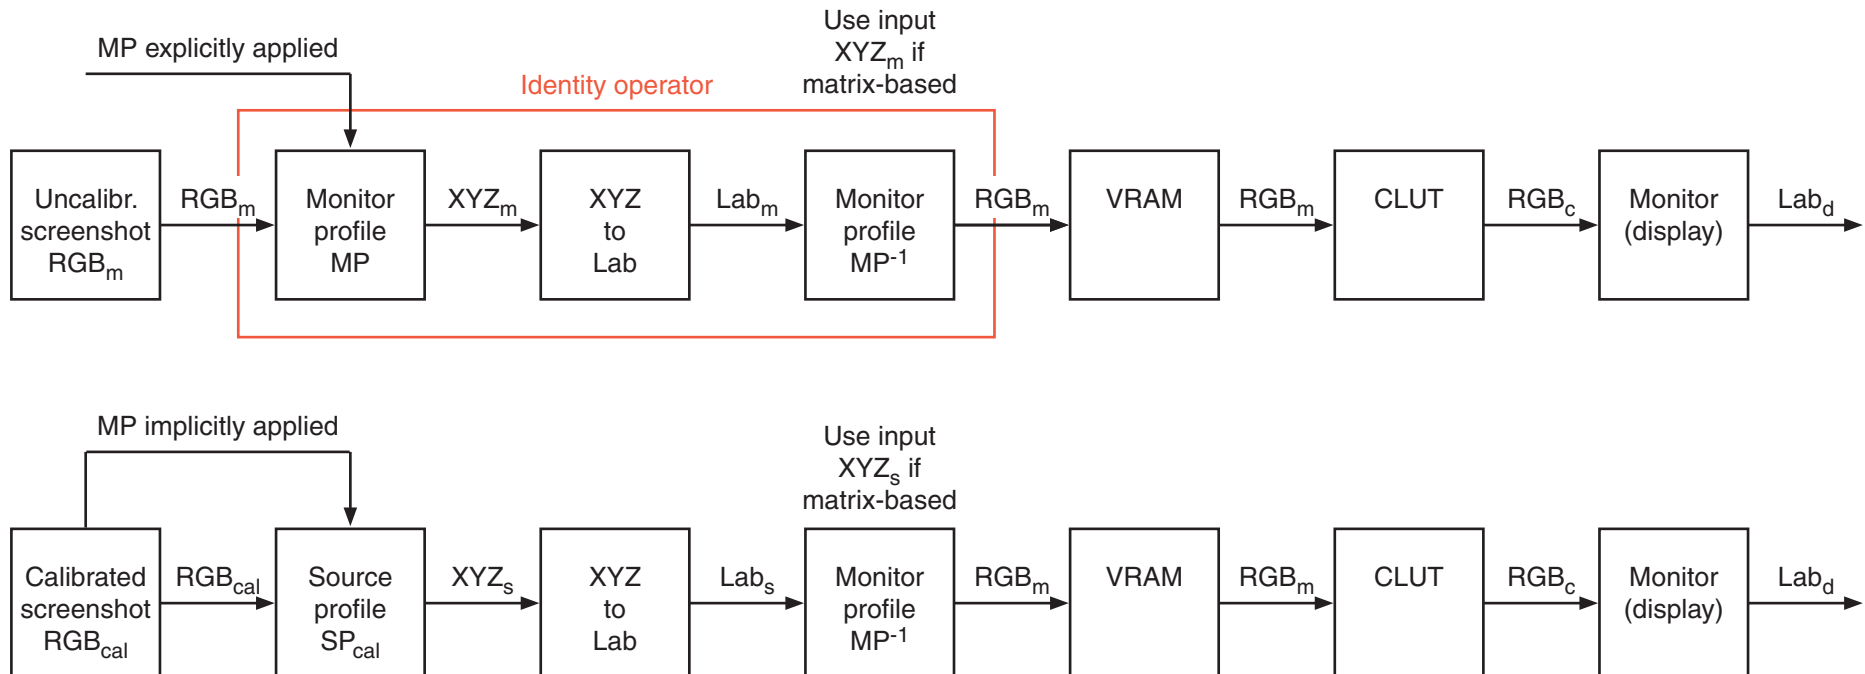 MP explicitly applied
Use input
XYZm if
matrix-based
Identity operator
Uncalibr.
screenshot
RGBm
RGBm
Monitor
profile
MP
XYZm
XYZ
to
Lab
Labm
Monitor
profile
MP-1
RGBm
VRAM
RGBm
CLUT
RGBc
Monitor
(display)
Labd
MP implicitly applied
Use input
XYZs if
matrix-based
Calibrated
screenshot
RGBcal
RGBcal
Source
profile
SPcal
XYZs
XYZ
to
Lab
Labs
Monitor
profile
MP-1
RGBm
VRAM
RGBm
CLUT
RGBc
Monitor
(display)
Labd